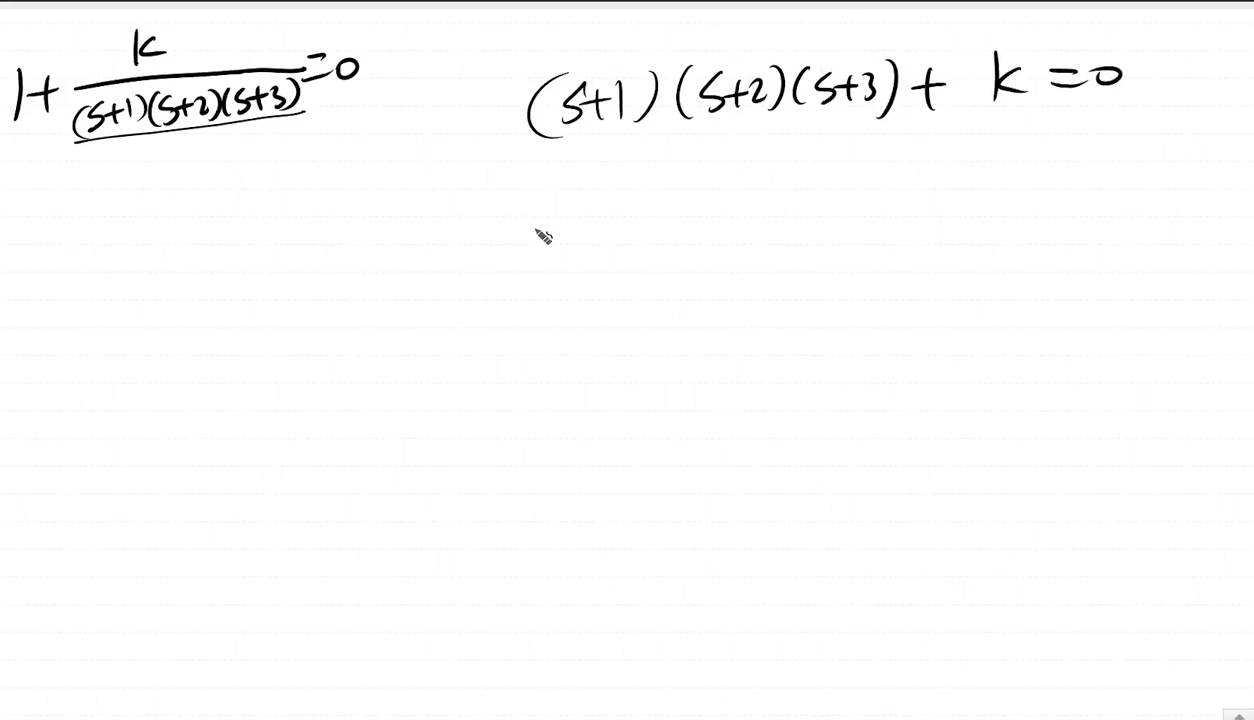 1+ k/((s+1)(s+2)(s+3)) =0
(s+1)(s+2)(s+3)+ k =0